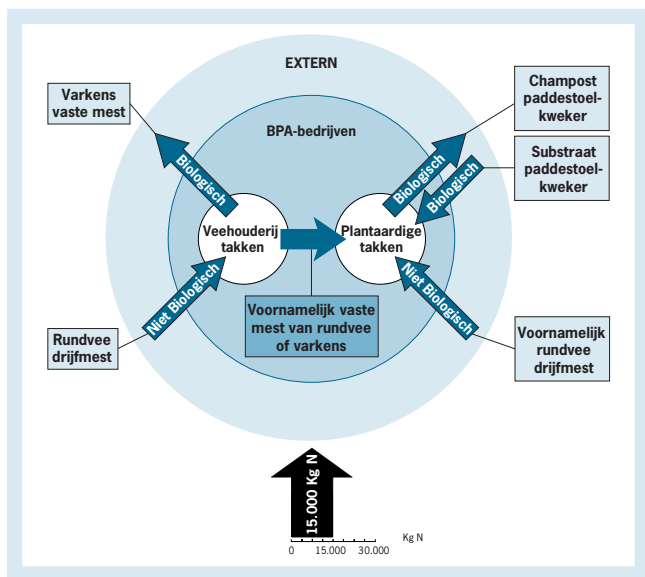 EXTERN
Varkens
vaste mest
Champost
paddestoel-
kweker
BPA-bedrijven
Substraat
paddestoel-
kweker
Biologisch
Biologisch
Biologisch
Veehouderij
takken
Plantaardige
takken
Niet Biologisch
Niet Biologisch
Voornamelijk vaste
mest van rundvee
of varkens
Rundvee
drijfmest
Voornamelijk
rundvee
drijfmest
15.000 Kg N
Kg N
0 15.000 30.000